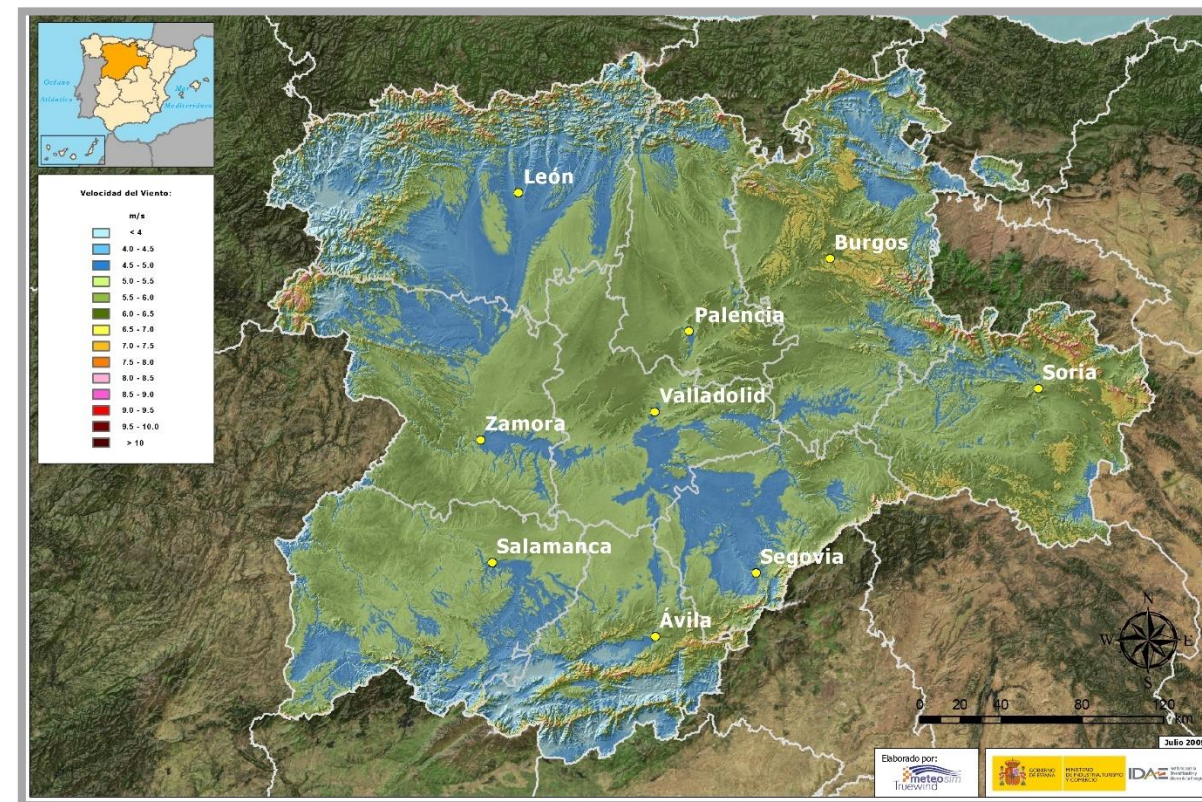 Océano
Atlántico
Mar
Mediterráneo
Velocidad del Viento:
m/s
< 4
4.0 - 4.5
4.5 - 5.0
5.0 - 5.5
5.5 - 6.0
6.0 - 6.5
6.5 - 7.0
7.0 - 7.5
7.5 - 8.0
8.0 - 8.5
8.5 - 9.0
9.0 - 9.5
9.5 - 10.0
> 10
León
Burgos
Palencia
Soria
Valladolid
Zamora
Salamanca
Segovia
Ávila
N
W E
S
0 20 40 80 120
km
Julio 2009
Elaborado por:
meteosim
Truewind
GOBIERNO
DE ESPAÑA
MINISTERIO
DE INDUSTRIA, TURISMO
Y COMERCIO
IDAE